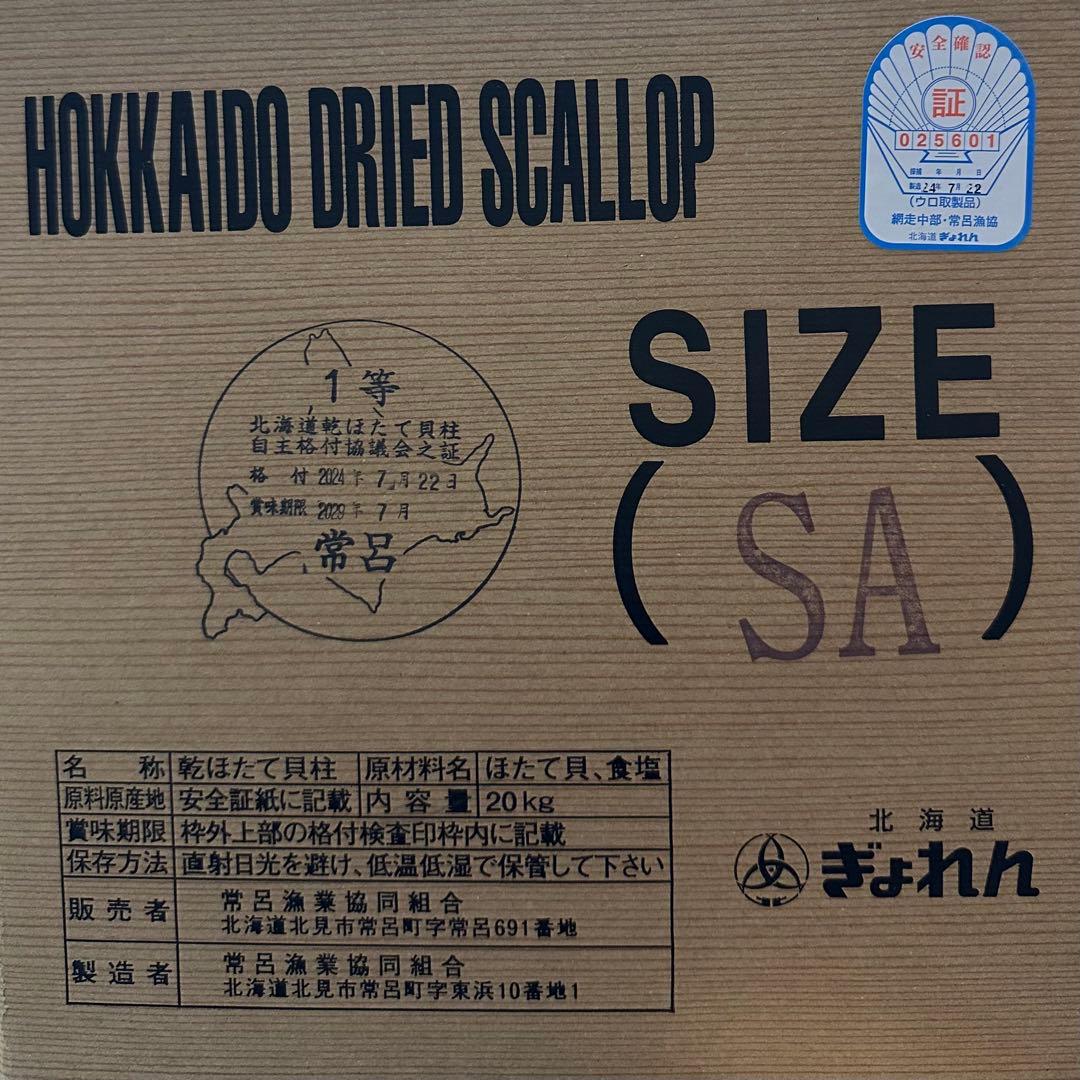 HOKKAIDO DRIED SCALLOP
安全確認
証
025601
採捕 年 月 日
製造 24年 7月 22
(ウロ取製品)
網走中部・常呂漁協
北海道 ぎょれん
SIZE
(SA)
1等
北海道乾ほたて貝柱
自主格付協議会之証
格付 2024年 7月22日
賞味期限 2029年 7月
常呂
名称 乾ほたて貝柱 原材料名 ほたて貝、食塩
原料原産地 安全証紙に記載 内容量 20kg
賞味期限 枠外上部の格付検査印枠内に記載
保存方法 直射日光を避け、低温低湿で保管して下さい
販売者 常呂漁業協同組合
北海道北見市常呂町字常呂691番地
製造者 常呂漁業協同組合
北海道北見市常呂町字東浜10番地1
北海道
ぎょれん